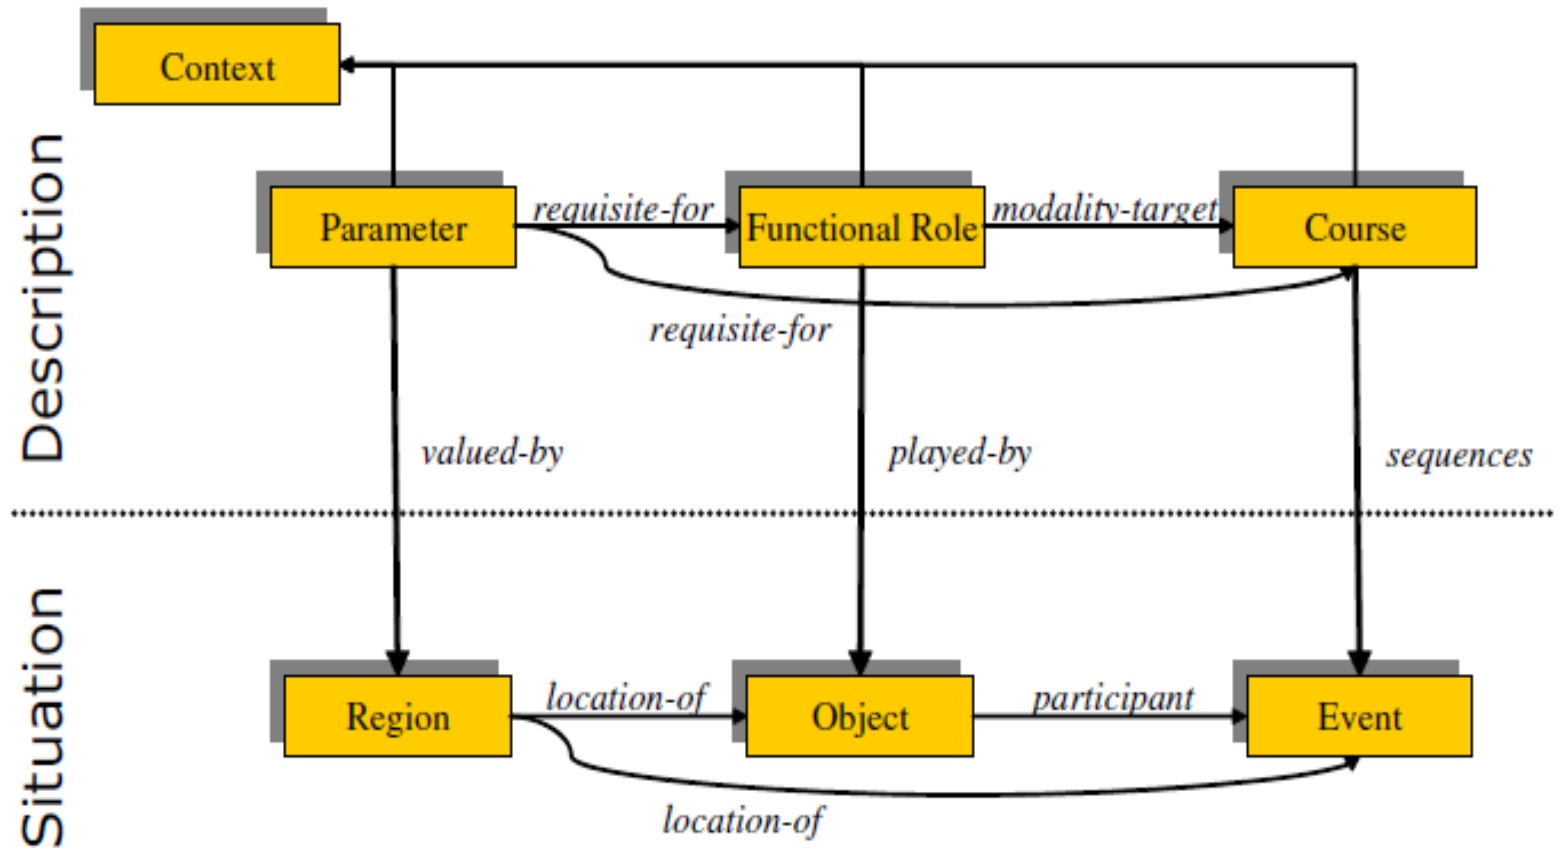 Context
Description
Parameter
requisite-for
Functional Role
modality-target
Course
requisite-for
valued-by
played-by
sequences
Situation
Region
location-of
Object
participant
Event
location-of